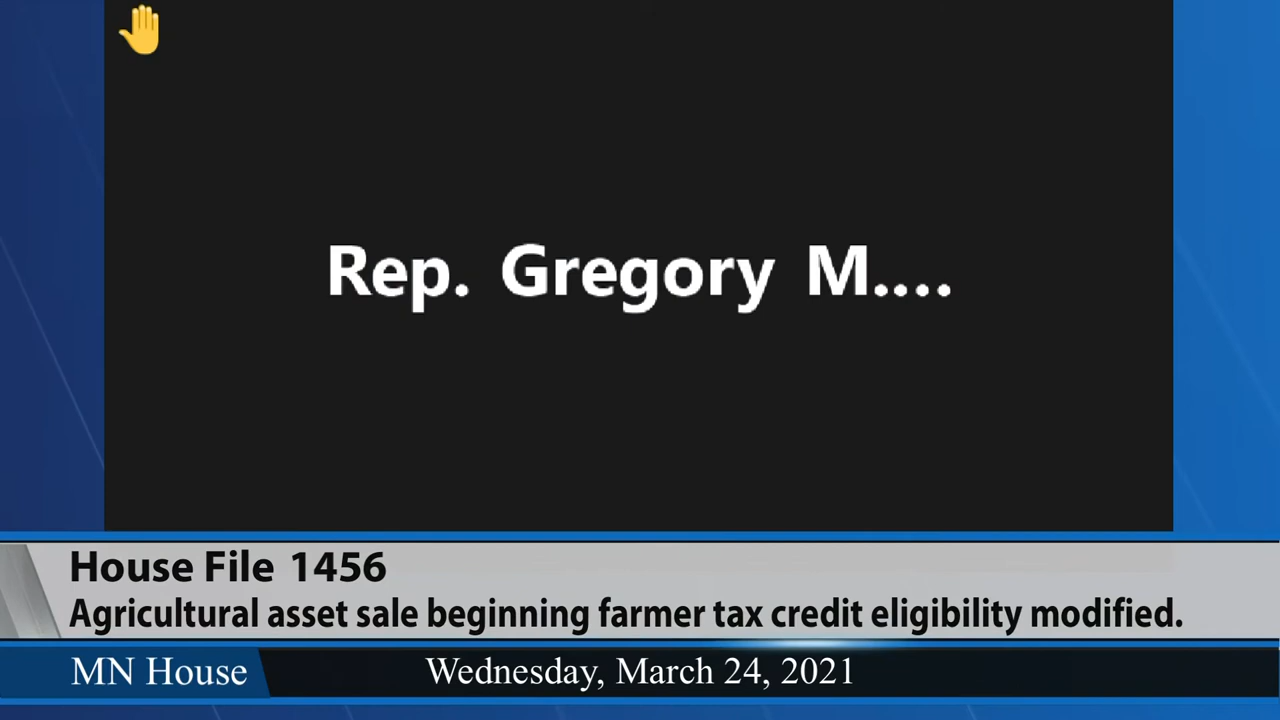 Rep. Gregory M....
House File 1456
Agricultural asset sale beginning farmer tax credit eligibility modified.
MN House
Wednesday, March 24, 2021